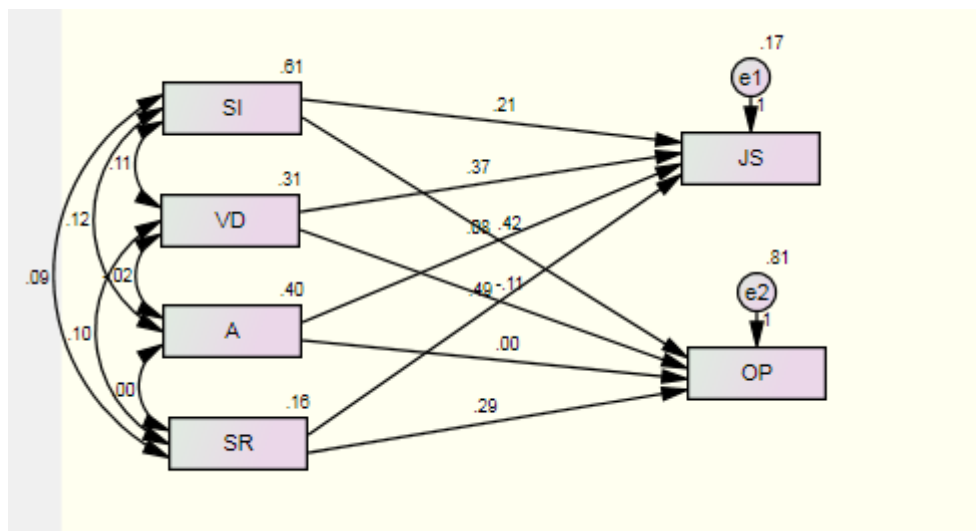 .17
e1
1
.61
SI
.21
JS
.11
.31
.37
VD
.12
.08
.42
.02
.81
.09
.40
.49
-.11
e2
1
.10
A
.00
OP
.00
.16
.29
SR